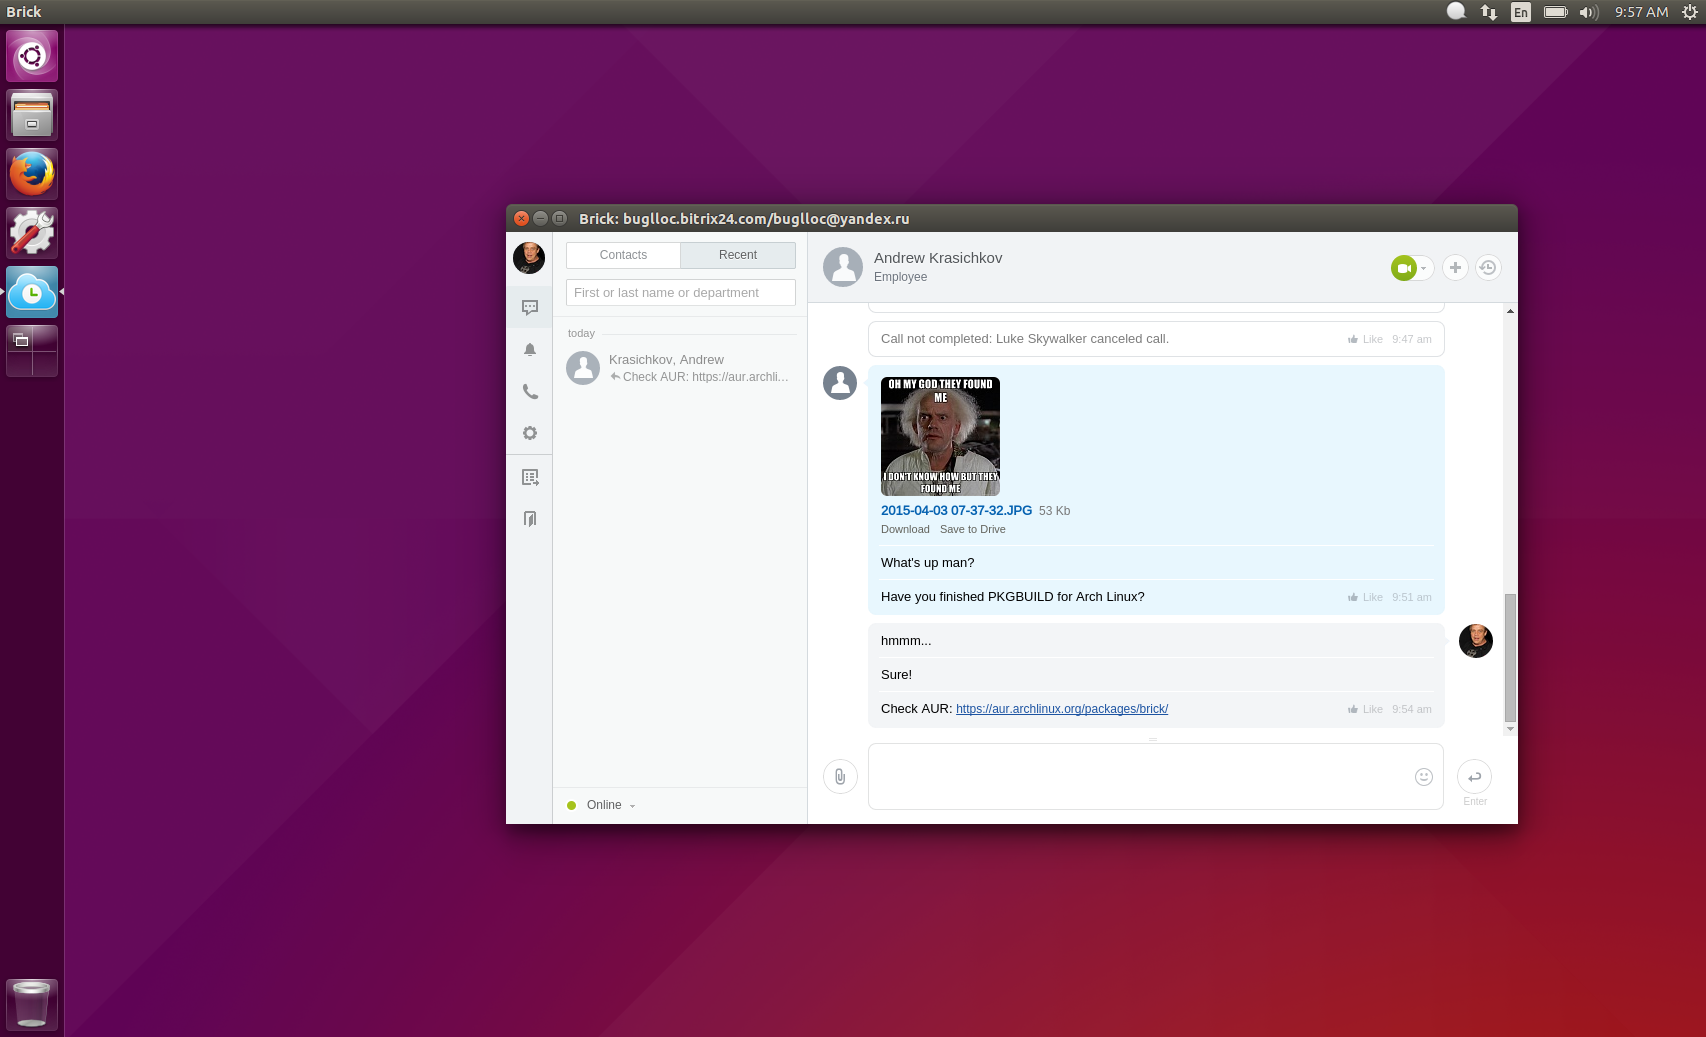 Brick
En
9:57 AM
Brick: buglloc.bitrix24.com/buglloc@yandex.ru
Contacts
Recent
First or last name or department
today
Krasichkov, Andrew
Check AUR: https://aur.archli...
Online
Andrew Krasichkov
Employee
Call not completed: Luke Skywalker canceled call.
Like 9:47 am
OH MY GOD THEY FOUND
ME
I DON'T KNOW HOW BUT THEY
FOUND ME
2015-04-03 07-37-32.JPG 53 Kb
Download Save to Drive
What's up man?
Have you finished PKGBUILD for Arch Linux?
Like 9:51 am
hmmm...
Sure!
Check AUR: https://aur.archlinux.org/packages/brick/
Like 9:54 am
Enter